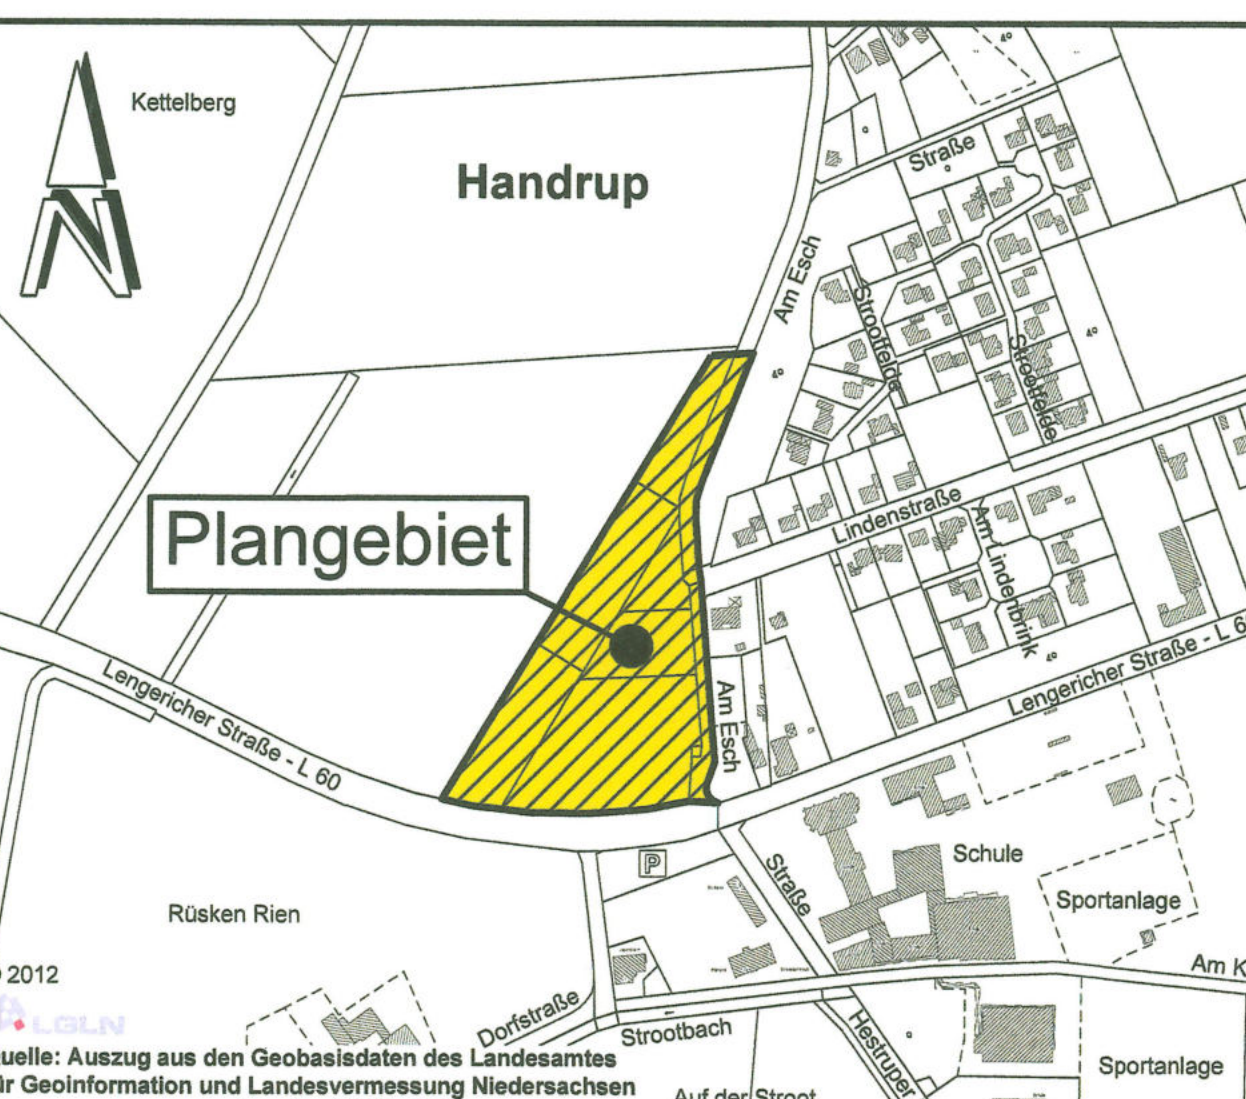 Kettelberg
Handrup
Straße
Am Esch
Strootfelde
Strootfelde
N
Plangebiet
Lindenstraße
Am Lindenbrink
Lengericher Straße - L 60
Lengericher Straße - L 6
Am Esch
P
Straße
Schule
Sportanlage
Rüsken Rien
Am K
2012
LGLN
Dorfstraße
Strootbach
Hestruper
Sportanlage
uelle: Auszug aus den Geobasisdaten des Landesamtes
ür Geoinformation und Landesvermessung Niedersachsen
Auf der Stroot